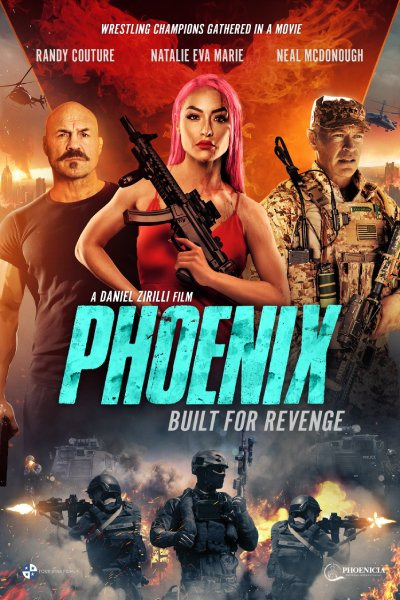 WRESTLING CHAMPIONS GATHERED IN A MOVIE
RANDY COUTURE NATALIE EVA MARIE NEAL MCDONOUGH
A DANIEL ZIRILLI FILM
PHOENIX
BUILT FOR REVENGE
POLICE
PHOENICIA